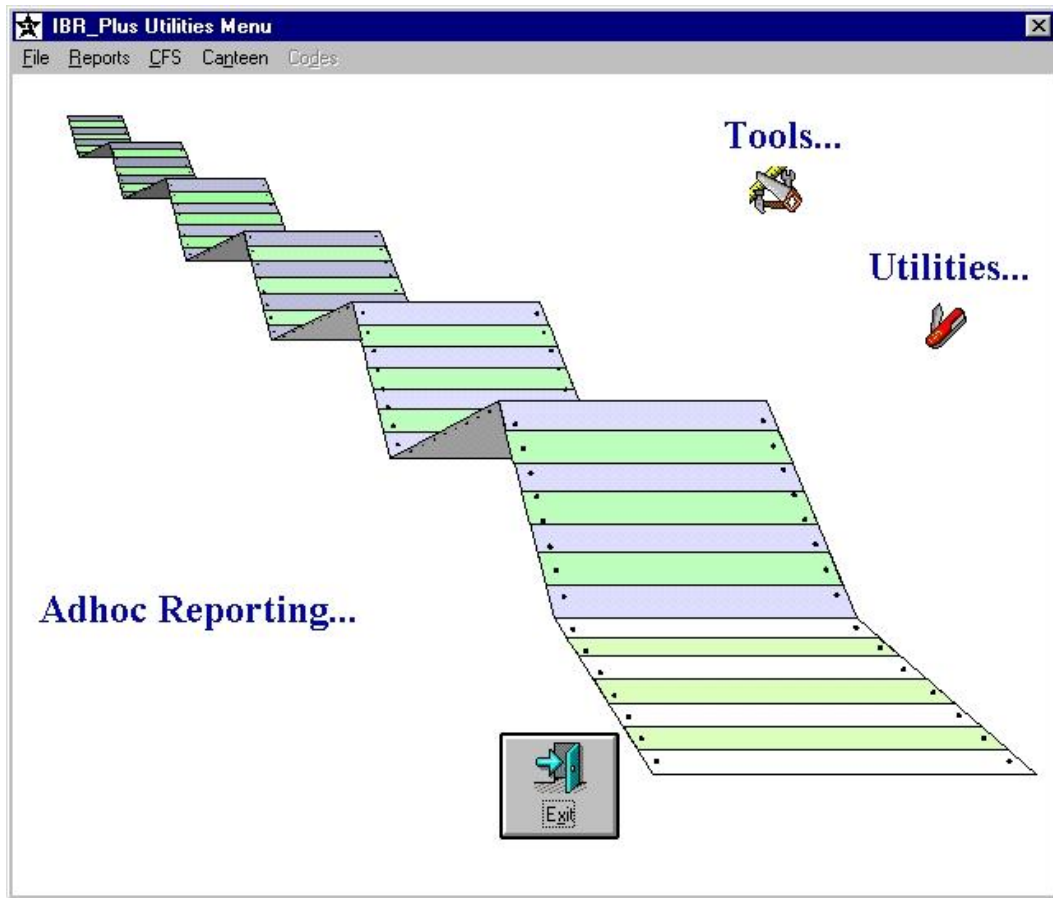 IBR_Plus Utilities Menu
File Reports CFS Canteen Codes
Tools...
Utilities...
Adhoc Reporting...
Exit